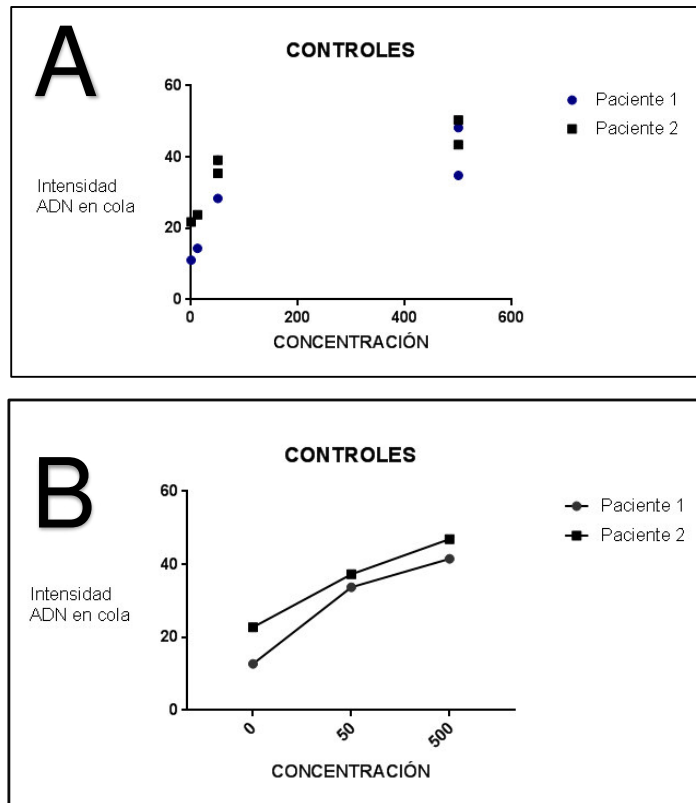 A
CONTROLES
60
40
20
0
Intensidad
ADN en cola
0 200 400 600
CONCENTRACIÓN
Paciente 1
Paciente 2
B
CONTROLES
60
40
20
0
Intensidad
ADN en cola
0 50 500
CONCENTRACIÓN
Paciente 1
Paciente 2